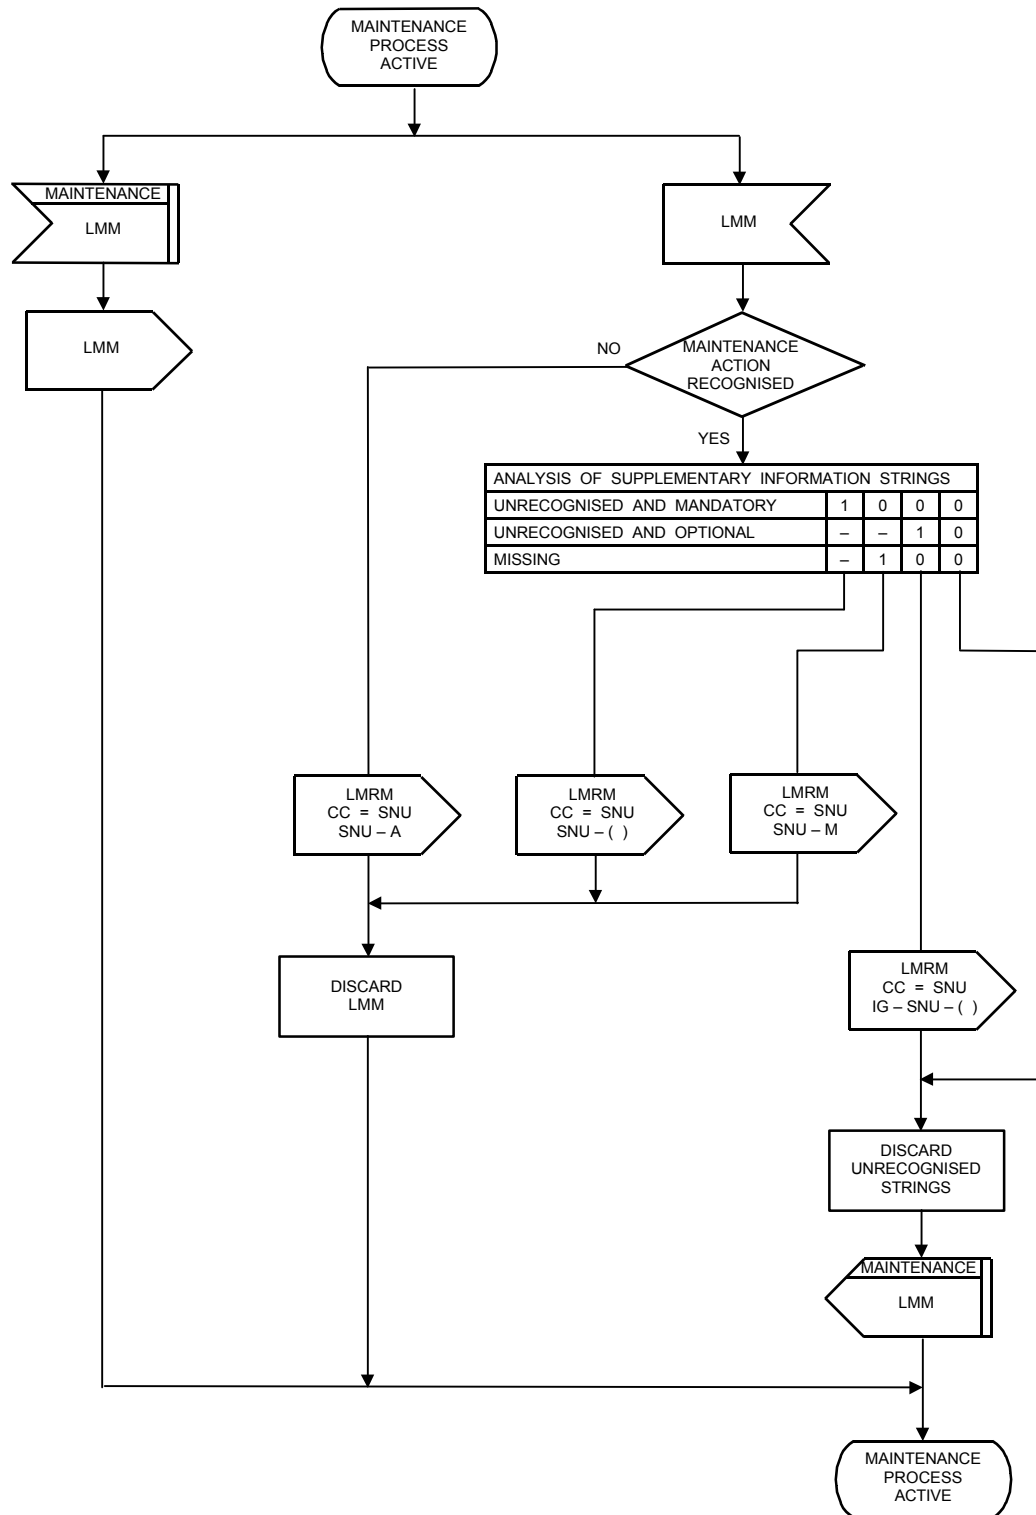 MAINTENANCE
PROCESS
ACTIVE
MAINTENANCE
LMM
LMM
LMM
MAINTENANCE
ACTION
RECOGNISED
NO
YES
ANALYSIS OF SUPPLEMENTARY INFORMATION STRINGS
UNRECOGNISED AND MANDATORY 1 0 0 0
UNRECOGNISED AND OPTIONAL – – 1 0
MISSING – 1 0 0
LMRM
CC = SNU
SNU – A
LMRM
CC = SNU
SNU – ( )
LMRM
CC = SNU
SNU – M
DISCARD
LMM
LMRM
CC = SNU
IG – SNU – ( )
DISCARD
UNRECOGNISED
STRINGS
MAINTENANCE
LMM
MAINTENANCE
PROCESS
ACTIVE